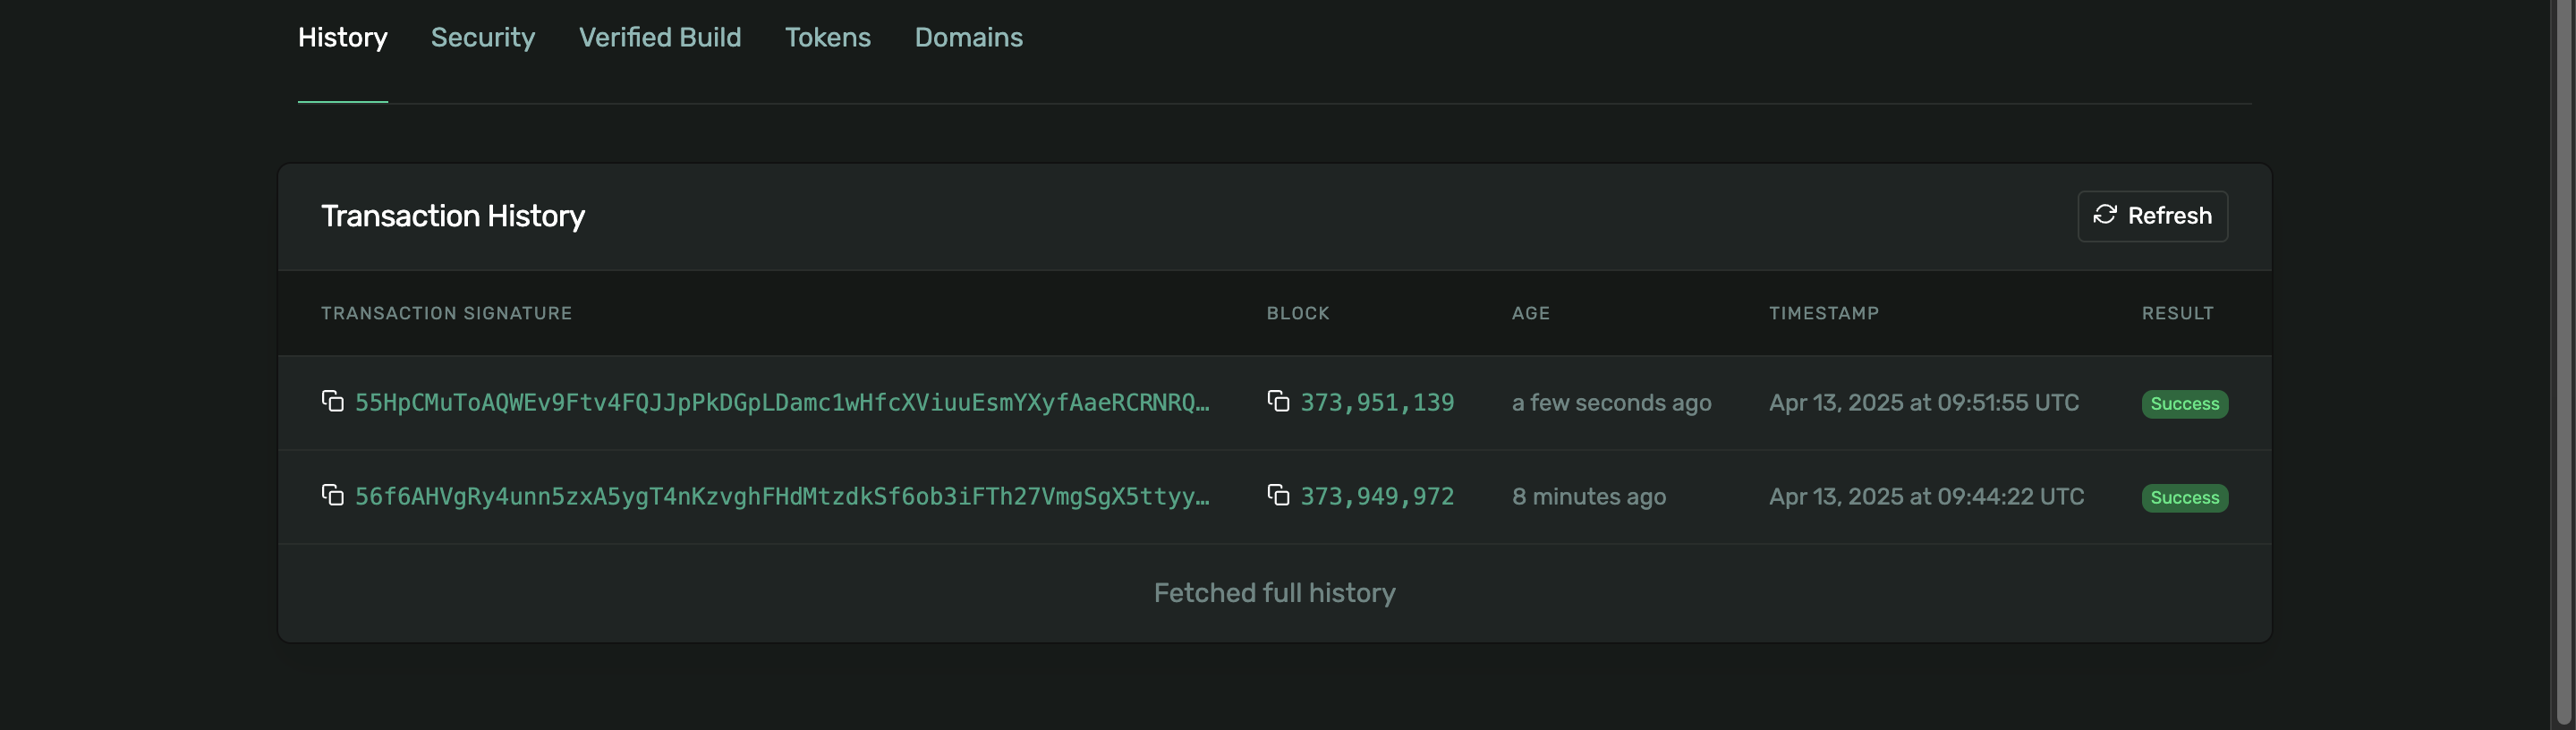 History Security Verified Build Tokens Domains
Transaction History Refresh
TRANSACTION SIGNATURE BLOCK AGE TIMESTAMP RESULT
55HpCMuToAQWEv9Ftv4FQJJpPkDGpLDamc1wHfcXViuuEsmYXyfAaeRCRNRQ… 373,951,139 a few seconds ago Apr 13, 2025 at 09:51:55 UTC Success
56f6AHVgRy4unn5zxA5ygT4nKzvghFHdMtzdkSf6ob3iFTh27VmgSgX5ttyy… 373,949,972 8 minutes ago Apr 13, 2025 at 09:44:22 UTC Success
Fetched full history